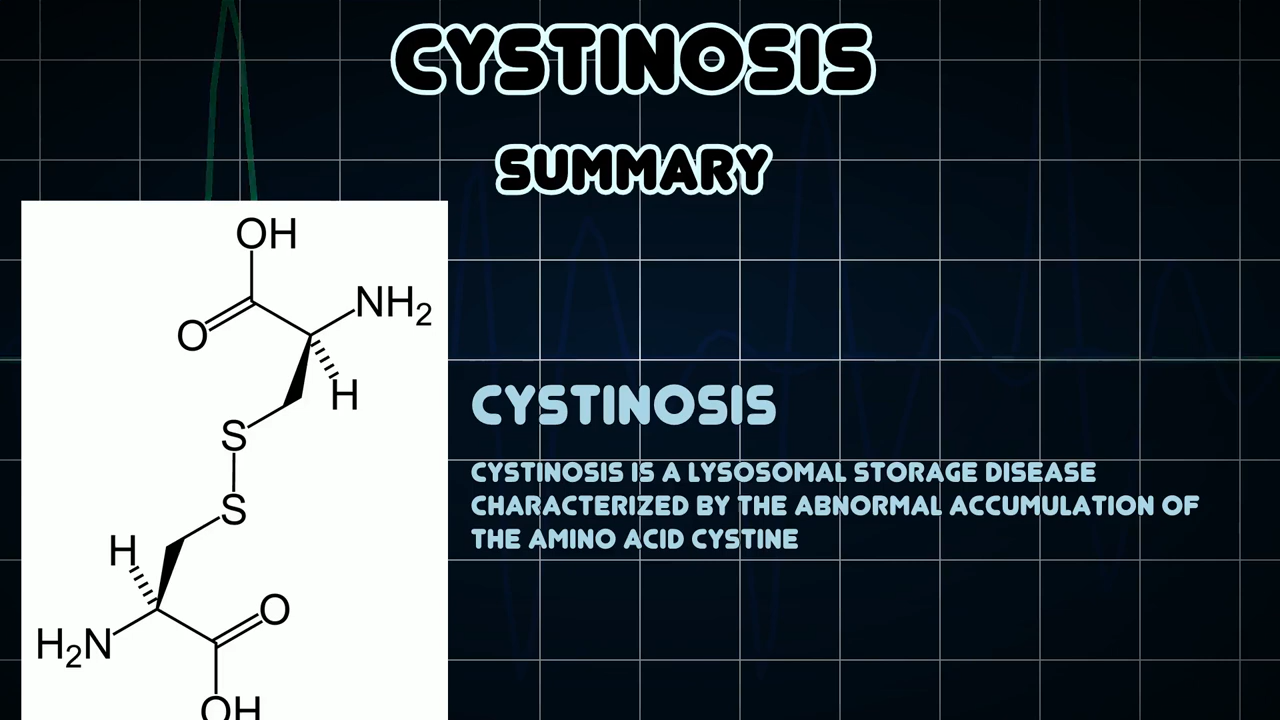 CYSTINOSIS
SUMMARY
OH
NH2
O
H
S
S
H
O
H2N
OH
CYSTINOSIS
CYSTINOSIS IS A LYSOSOMAL STORAGE DISEASE
CHARACTERIZED BY THE ABNORMAL ACCUMULATION OF
THE AMINO ACID CYSTINE